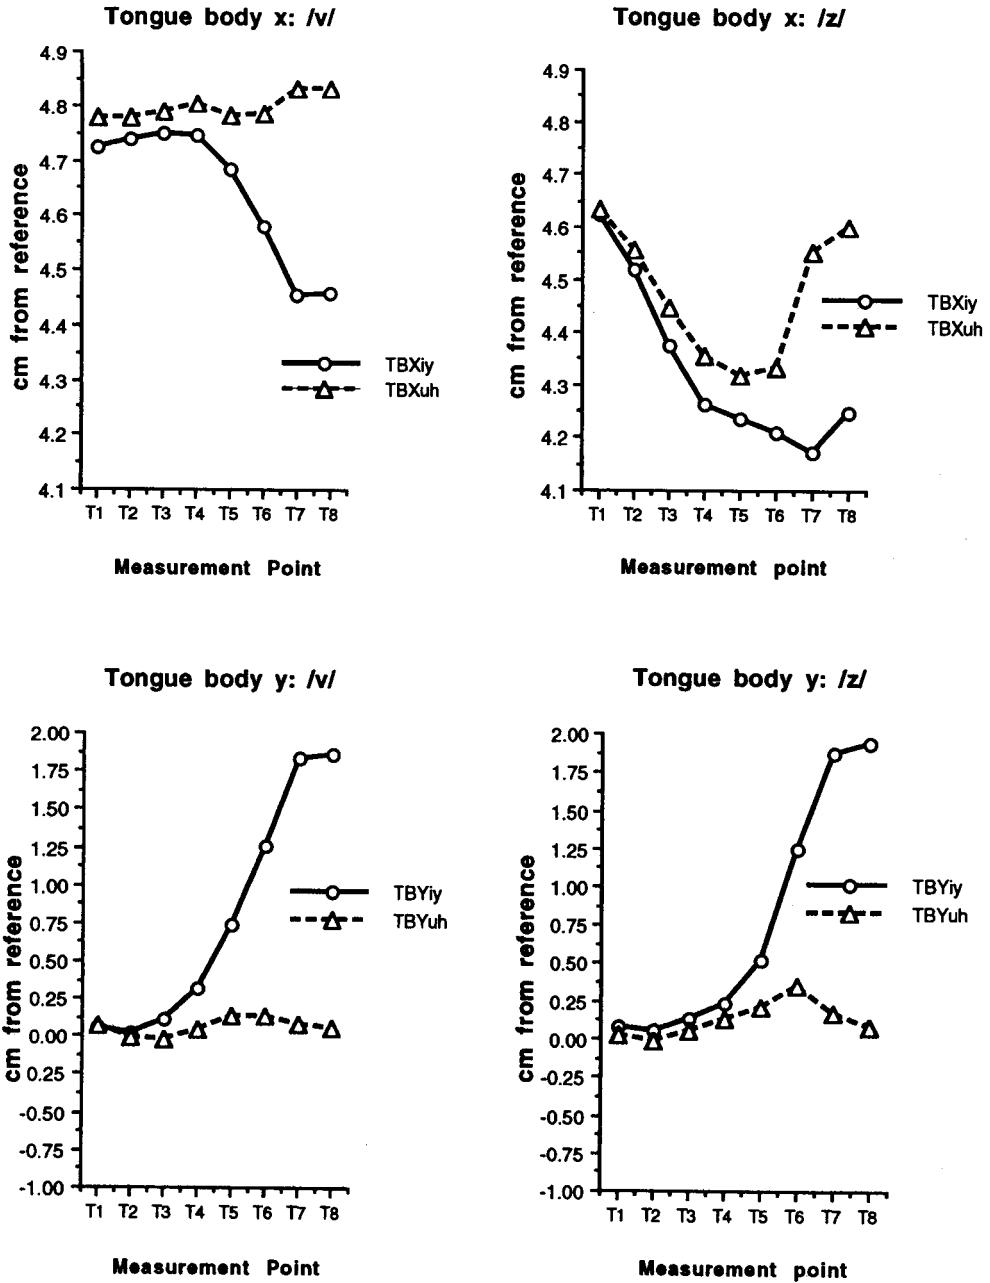 Tongue body x: /v/
4.9
4.8
4.7
4.6
4.5
4.4
4.3
4.2
4.1
cm from reference
TBXiy
TBXuh
T1 T2 T3 T4 T5 T6 T7 T8
Measurement Point
Tongue body x: /z/
4.9
4.8
4.7
4.6
4.5
4.4
4.3
4.2
4.1
cm from reference
TBXiy
TBXuh
T1 T2 T3 T4 T5 T6 T7 T8
Measurement point
Tongue body y: /v/
2.00
1.75
1.50
1.25
1.00
0.75
0.50
0.25
0.00
0.25
-0.50
-0.75
-1.00
cm from reference
TBYiy
TBYuh
T1 T2 T3 T4 T5 T6 T7 T8
Measurement Point
Tongue body y: /z/
2.00
1.75
1.50
1.25
1.00
0.75
0.50
0.25
0.00
-0.25
-0.50
-0.75
-1.00
cm from reference
TBYiy
TBYuh
T1 T2 T3 T4 T5 T6 T7 T8
Measurement point